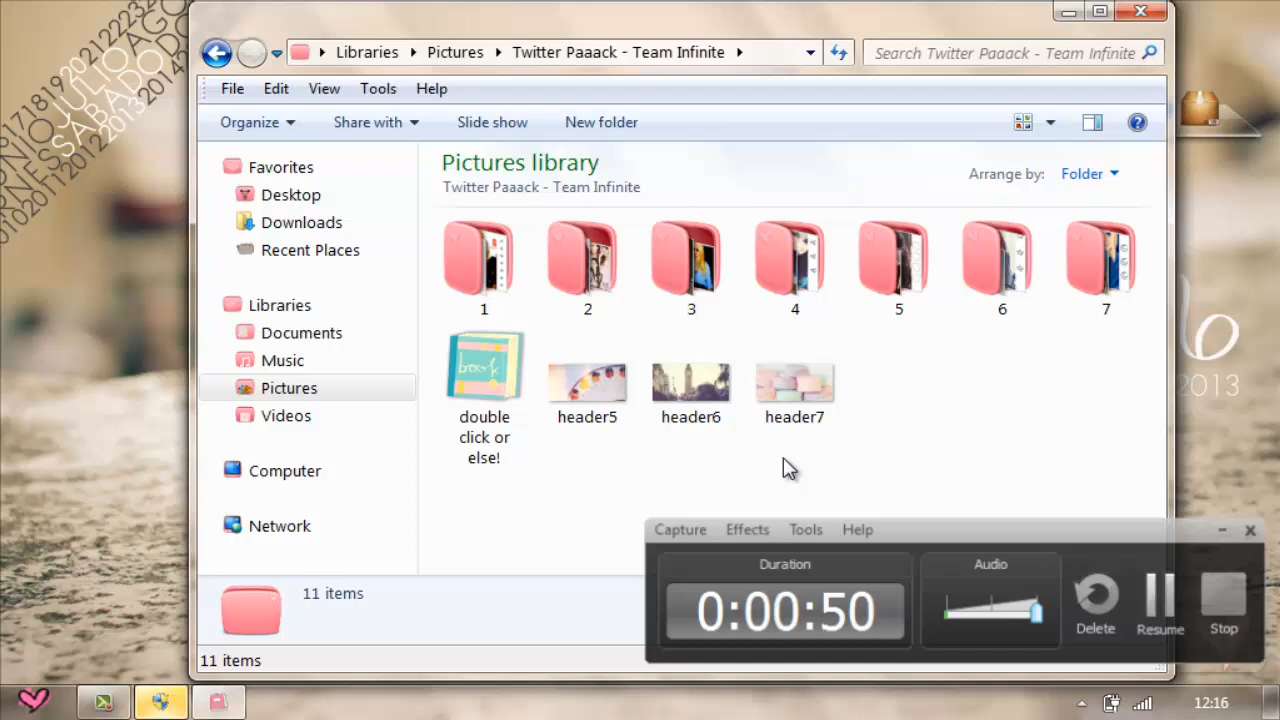 Libraries Pictures Twitter Paaack - Team Infinite
Search Twitter Paaack - Team Infinite
File Edit View Tools Help
Organize Share with Slide show New folder
Pictures library
Twitter Paaack - Team Infinite
Arrange by: Folder
Favorites
Desktop
Downloads
Recent Places
Libraries
Documents
Music
Pictures
Videos
Computer
Network
1
2
3
4
5
6
7
double
click or
else!
header5
header6
header7
11 items
11 items
Capture Effects Tools Help
Duration
0:00:50
Audio
Delete
Resume
Stop
JULIO
SABADO
2013
2013
12:16